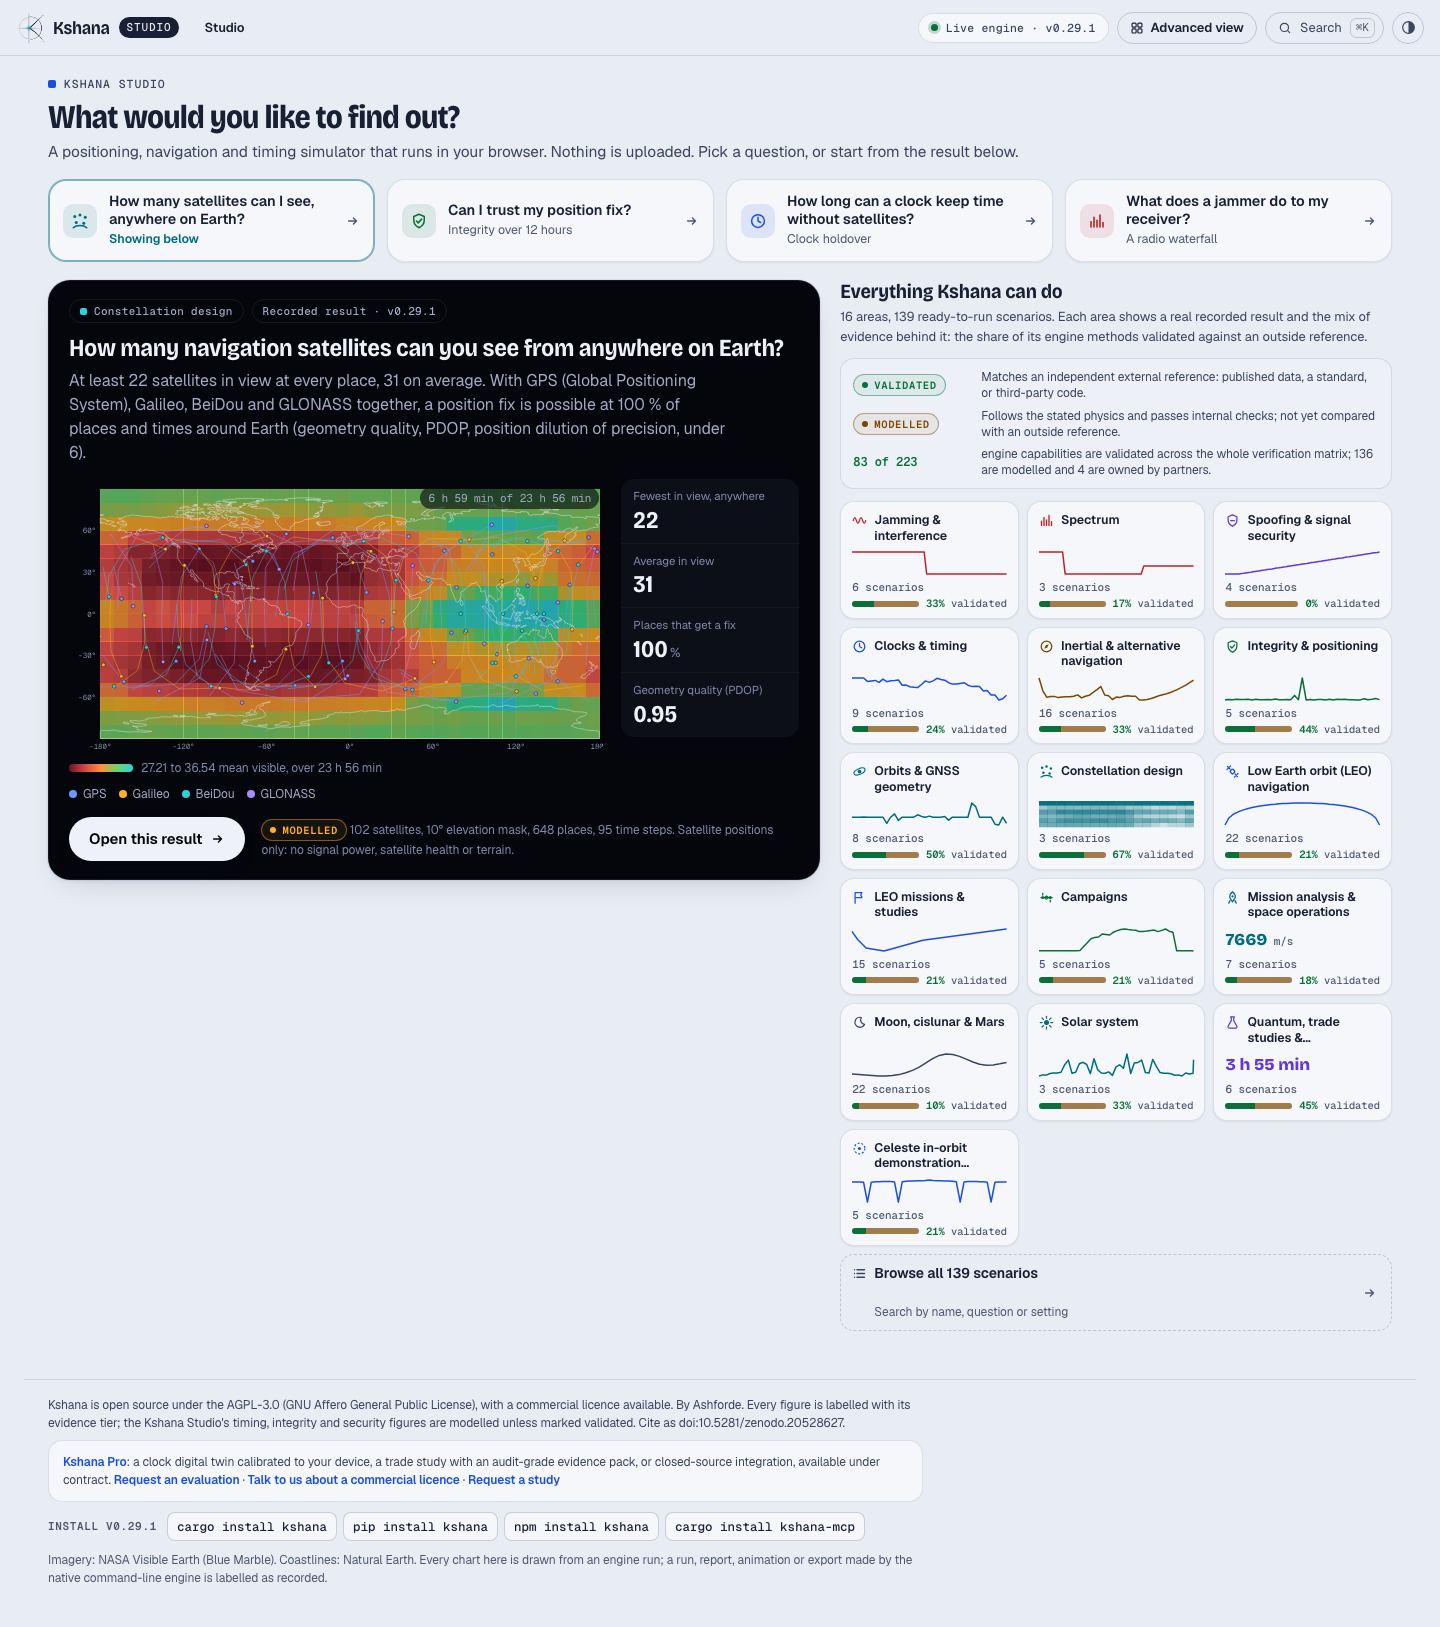 Kshana STUDIO Studio
Live engine · v0.29.1 Advanced view Search ⌘K
KSHANA STUDIO
What would you like to find out?
A positioning, navigation and timing simulator that runs in your browser. Nothing is uploaded. Pick a question, or start from the result below.
How many satellites can I see,
anywhere on Earth?
Showing below
Can I trust my position fix?
Integrity over 12 hours
How long can a clock keep time
without satellites?
Clock holdover
What does a jammer do to my
receiver?
A radio waterfall
Constellation design
Recorded result · v0.29.1
How many navigation satellites can you see from anywhere on Earth?
At least 22 satellites in view at every place, 31 on average. With GPS (Global Positioning
System), Galileo, BeiDou and GLONASS together, a position fix is possible at 100 % of
places and times around Earth (geometry quality, PDOP, position dilution of precision, under
6).
6 h 59 min of 23 h 56 min
60°
30°
0°
-30°
-60°
-180° -120° -60° 0° 60° 120° 180°
Fewest in view, anywhere
22
Average in view
31
Places that get a fix
100 %
Geometry quality (PDOP)
0.95
27.21 to 36.54 mean visible, over 23 h 56 min
GPS Galileo BeiDou GLONASS
Open this result →
MODELLED 102 satellites, 10° elevation mask, 648 places, 95 time steps. Satellite positions
only: no signal power, satellite health or terrain.
Everything Kshana can do
16 areas, 139 ready-to-run scenarios. Each area shows a real recorded result and the mix of
evidence behind it: the share of its engine methods validated against an outside reference.
VALIDATED
Matches an independent external reference: published data, a standard,
or third-party code.
MODELLED
Follows the stated physics and passes internal checks; not yet compared
with an outside reference.
83 of 223
engine capabilities are validated across the whole verification matrix; 136
are modelled and 4 are owned by partners.
Jamming &
interference
6 scenarios
33% validated
Spectrum
3 scenarios
17% validated
Spoofing & signal
security
4 scenarios
0% validated
Clocks & timing
9 scenarios
24% validated
Inertial & alternative
navigation
16 scenarios
33% validated
Integrity & positioning
5 scenarios
44% validated
Orbits & GNSS
geometry
8 scenarios
50% validated
Constellation design
3 scenarios
67% validated
Low Earth orbit (LEO)
navigation
22 scenarios
21% validated
LEO missions &
studies
15 scenarios
21% validated
Campaigns
5 scenarios
21% validated
Mission analysis &
space operations
7669 m/s
7 scenarios
18% validated
Moon, cislunar & Mars
22 scenarios
10% validated
Solar system
3 scenarios
33% validated
Quantum, trade
studies &...
3 h 55 min
6 scenarios
45% validated
Celeste in-orbit
demonstration...
5 scenarios
21% validated
Browse all 139 scenarios
Search by name, question or setting
Kshana is open source under the AGPL-3.0 (GNU Affero General Public License), with a commercial licence available. By Ashforde. Every figure is labelled with its
evidence tier; the Kshana Studio's timing, integrity and security figures are modelled unless marked validated. Cite as doi:10.5281/zenodo.20528627.
Kshana Pro: a clock digital twin calibrated to your device, a trade study with an audit-grade evidence pack, or closed-source integration, available under
contract. Request an evaluation · Talk to us about a commercial licence · Request a study
INSTALL V0.29.1 cargo install kshana pip install kshana npm install kshana cargo install kshana-mcp
Imagery: NASA Visible Earth (Blue Marble). Coastlines: Natural Earth. Every chart here is drawn from an engine run; a run, report, animation or export made by the
native command-line engine is labelled as recorded.